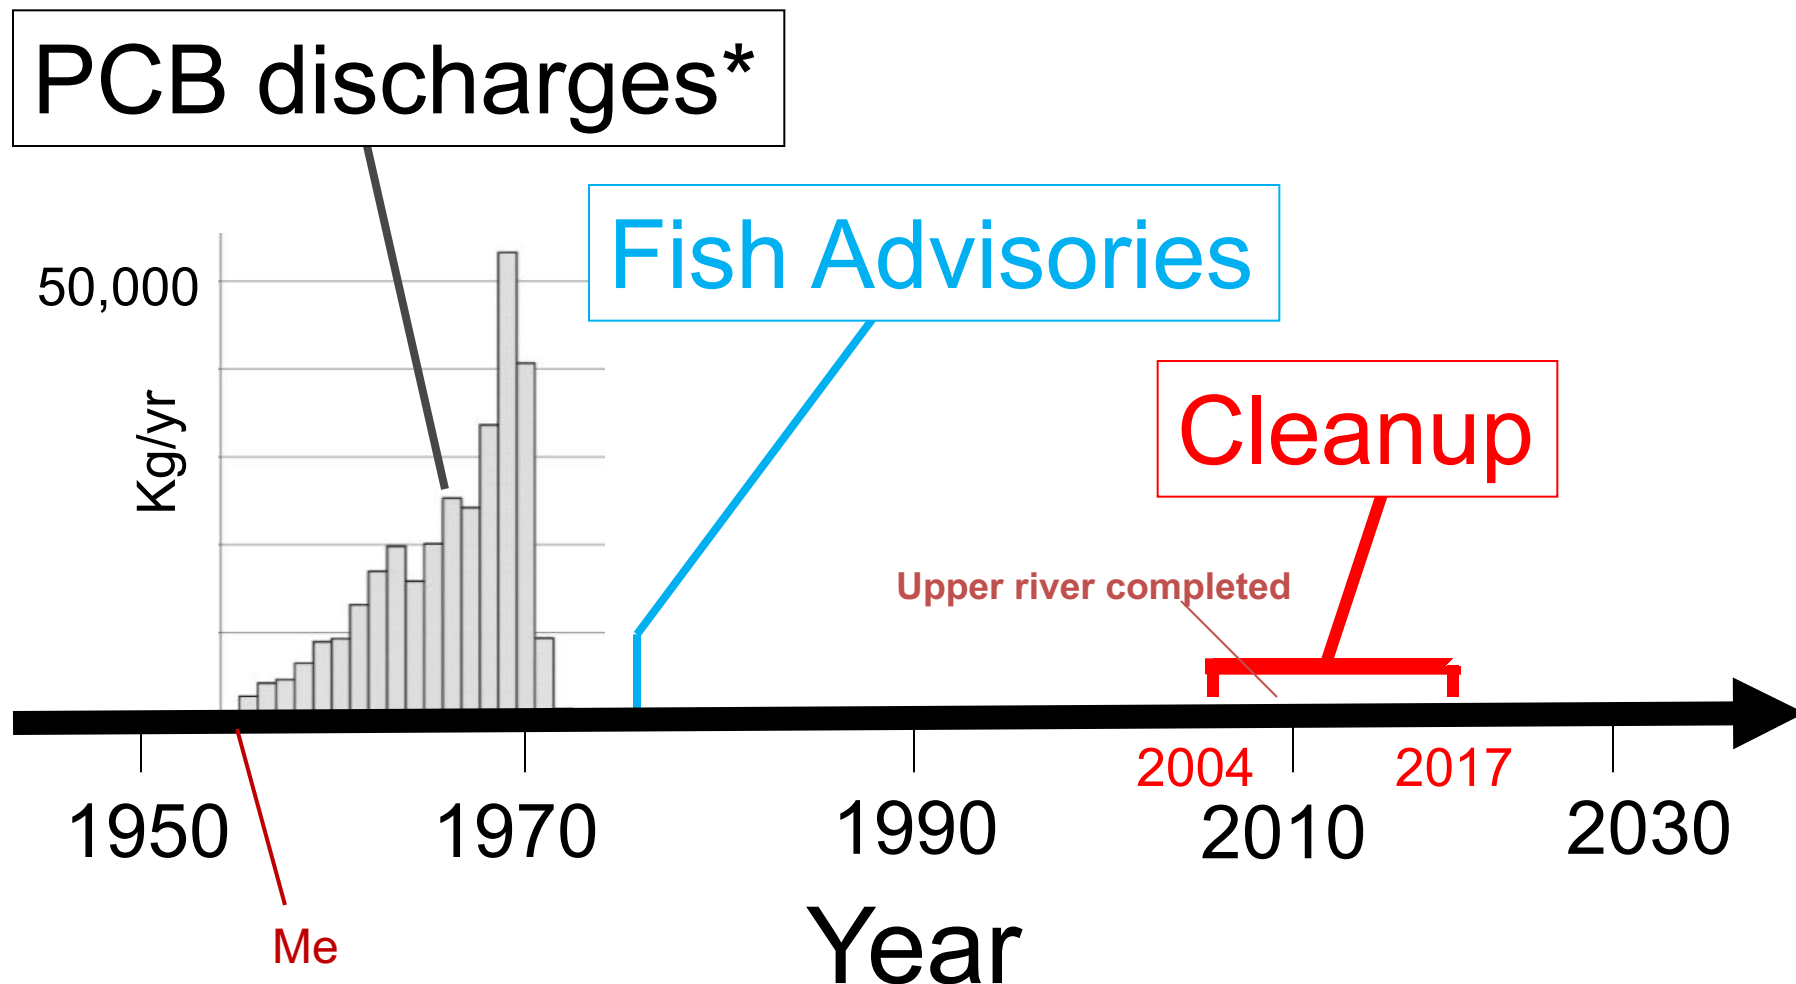 PCB discharges*
Fish Advisories
50,000
Kg/yr
Cleanup
Upper river completed
2004
2017
1950
1970
1990
2010
2030
Me
Year